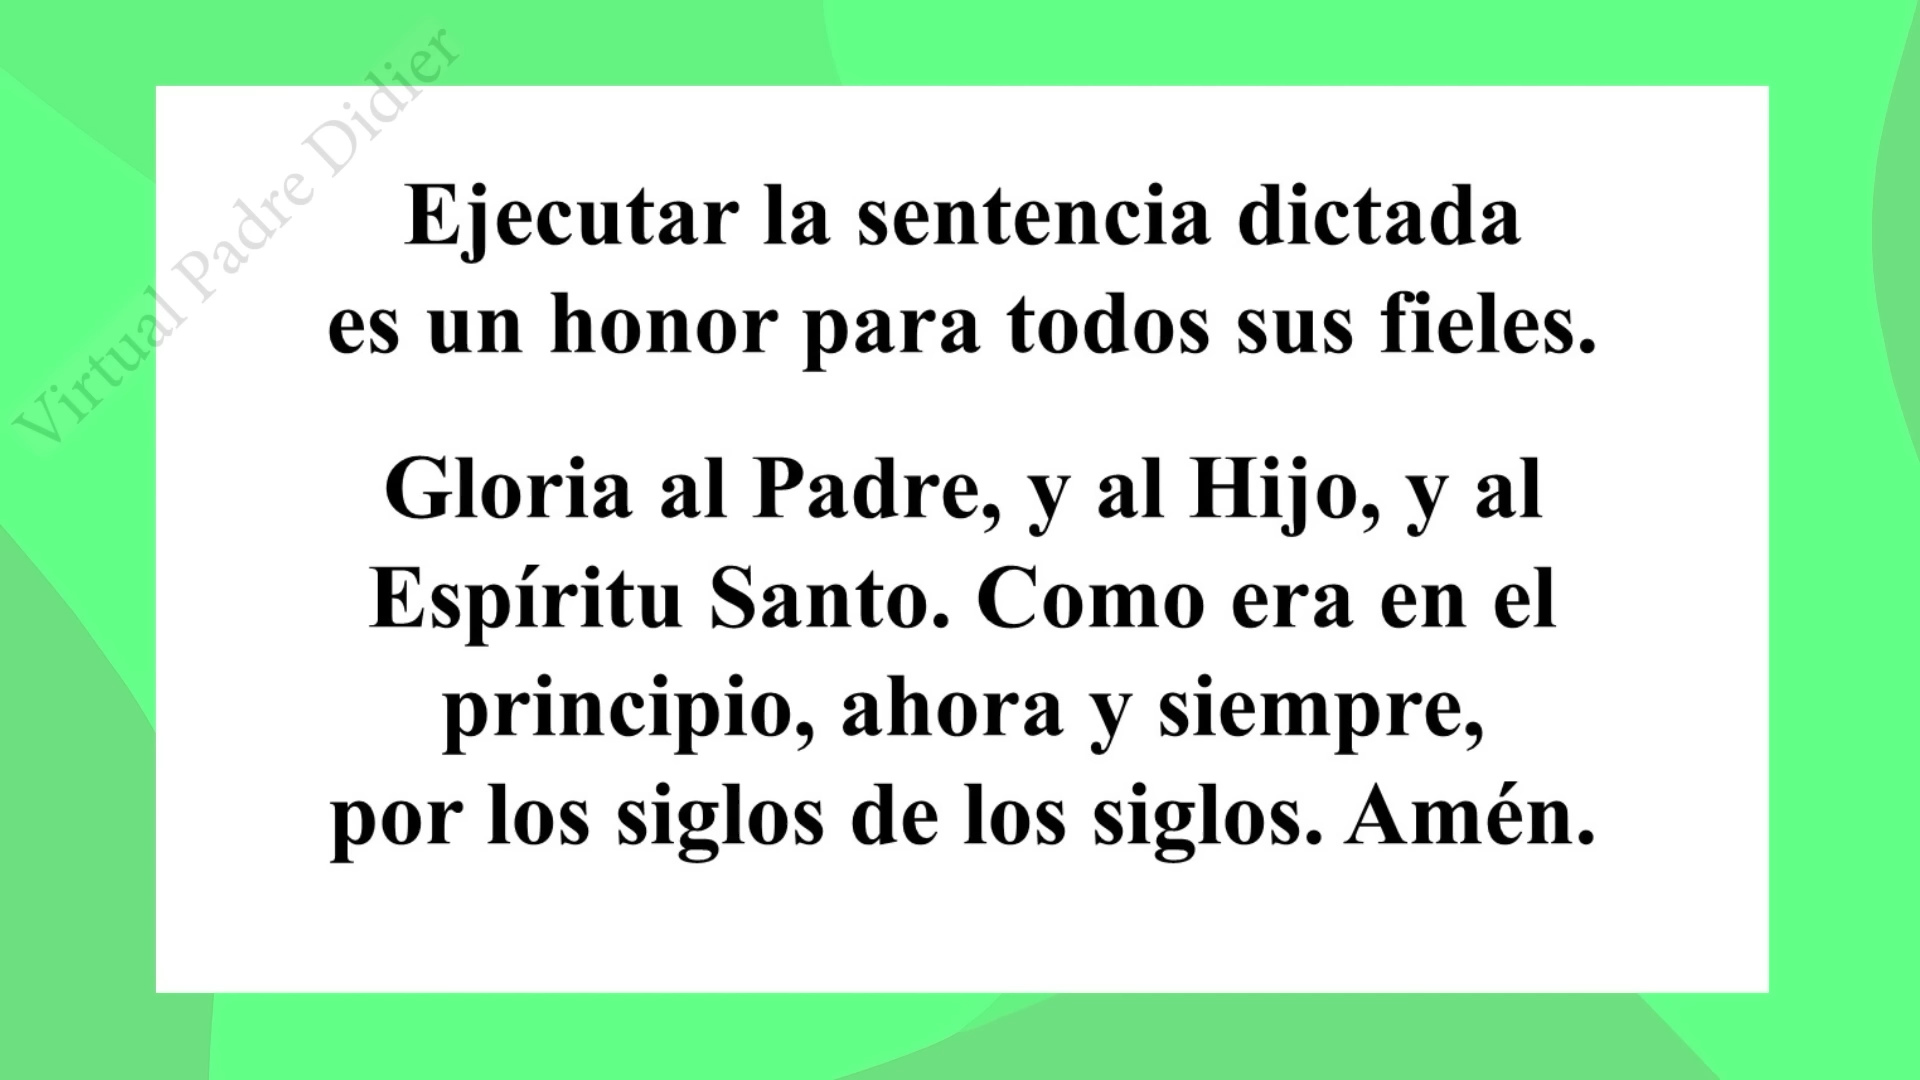 Virtual Padre Didier
Ejecutar la sentencia dictada
es un honor para todos sus fieles.
Gloria al Padre, y al Hijo, y al
Espíritu Santo. Como era en el
principio, ahora y siempre,
por los siglos de los siglos. Amén.